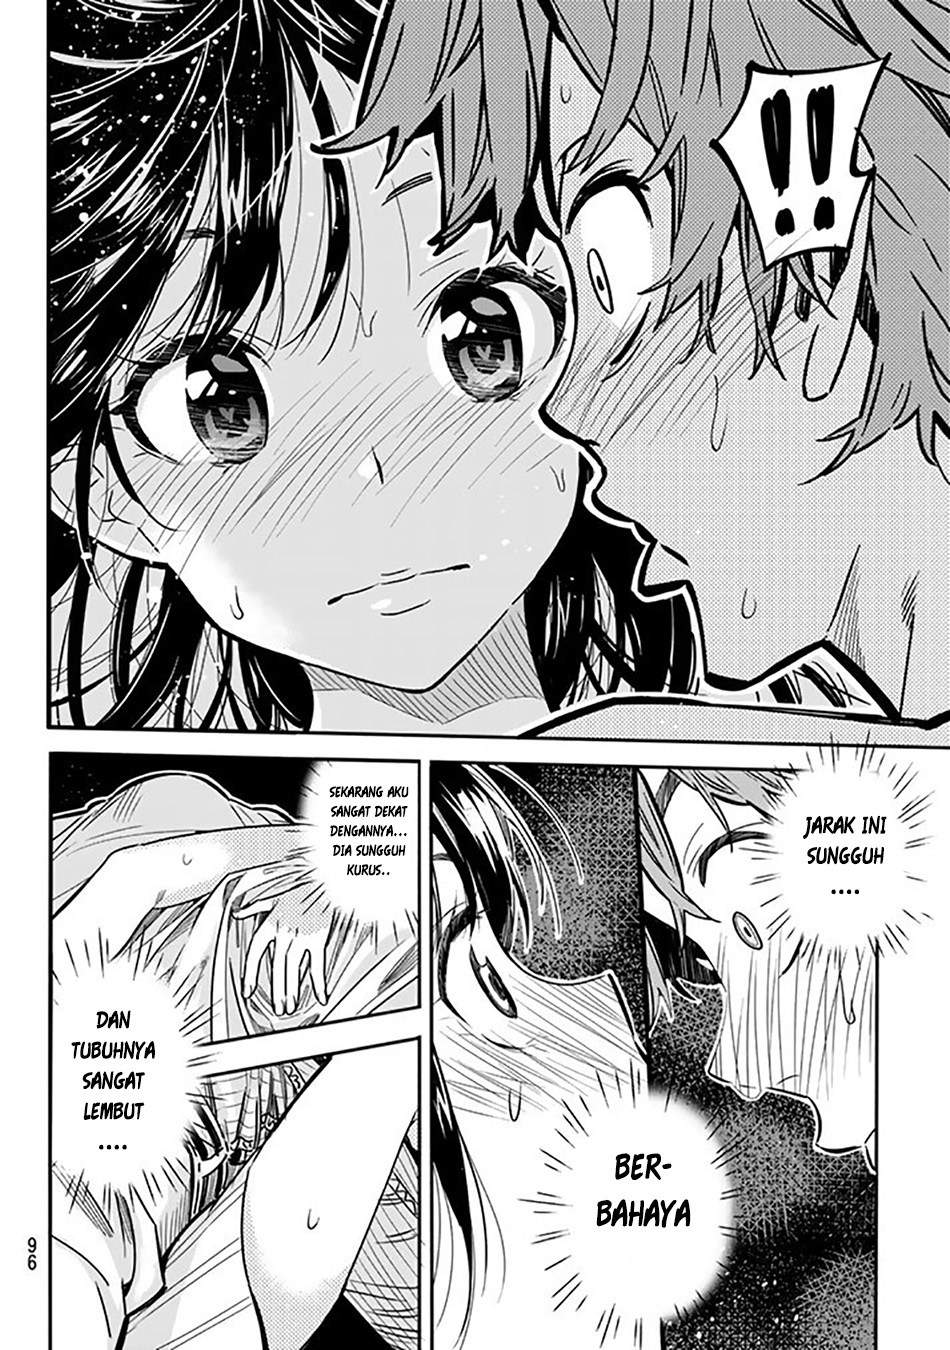 !!
JARAK INI
SUNGGUH
....
BER-
BAHAYA
SEKARANG AKU
SANGAT DEKAT
DENGANNYA...
DIA SUNGGUH
KURUS..
DAN
TUBUHNYA
SANGAT
LEMBUT
....
96